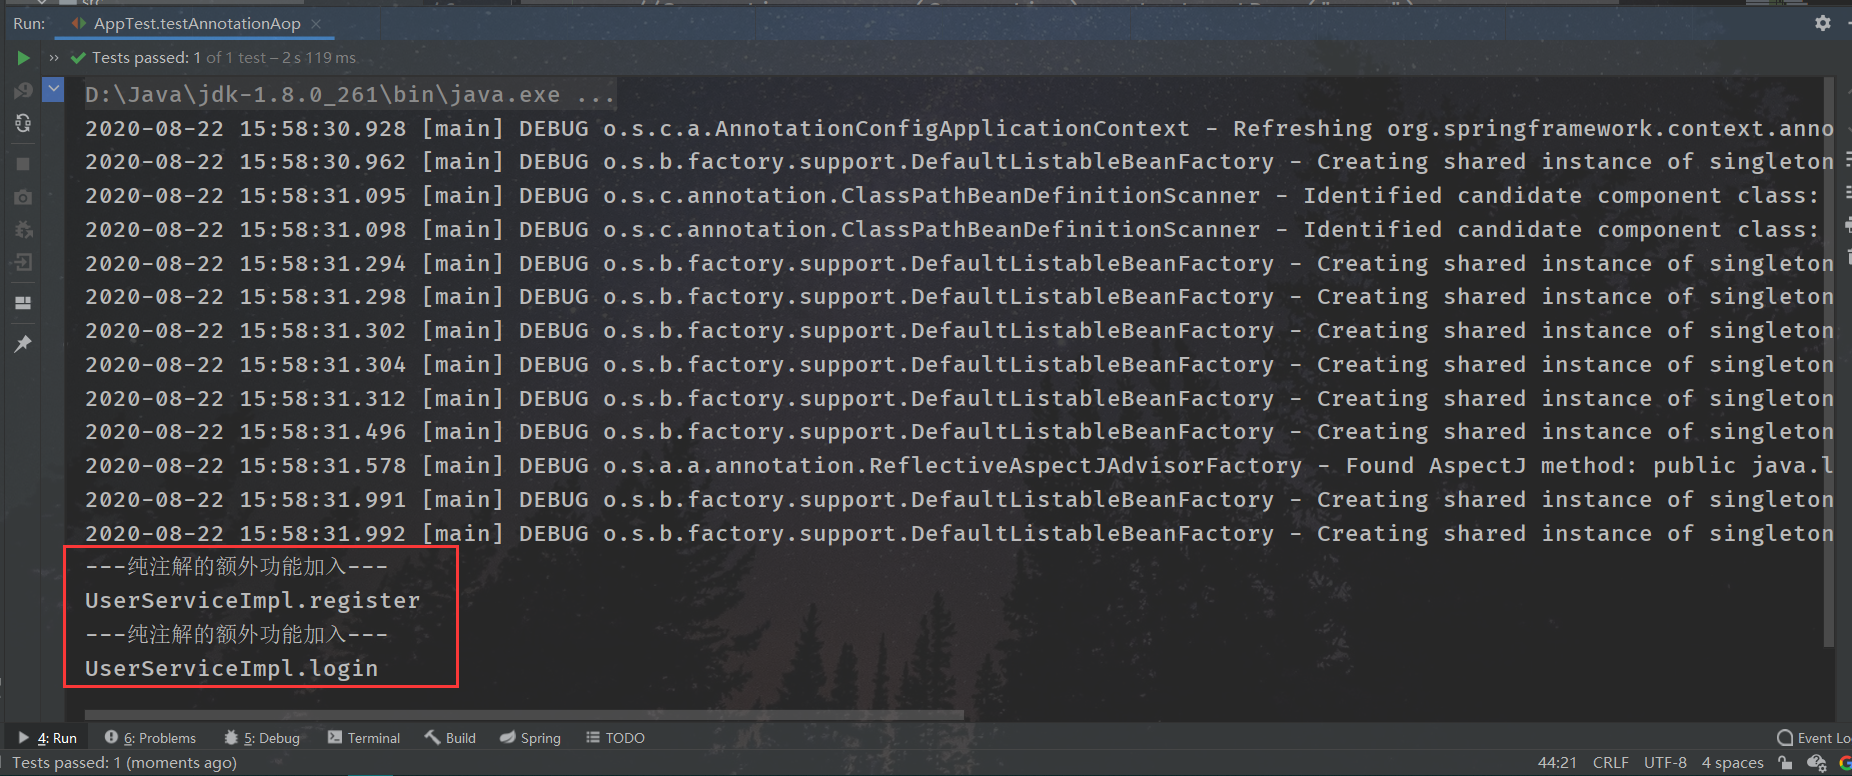 Run: AppTest.testAnnotationAop
Tests passed: 1 of 1 test – 2 s 119 ms
D:\Java\jdk-1.8.0_261\bin\java.exe ...
2020-08-22 15:58:30.928 [main] DEBUG o.s.c.a.AnnotationConfigApplicationContext - Refreshing org.springframework.context.anno
2020-08-22 15:58:30.962 [main] DEBUG o.s.b.factory.support.DefaultListableBeanFactory - Creating shared instance of singleton
2020-08-22 15:58:31.095 [main] DEBUG o.s.c.annotation.ClassPathBeanDefinitionScanner - Identified candidate component class:
2020-08-22 15:58:31.098 [main] DEBUG o.s.c.annotation.ClassPathBeanDefinitionScanner - Identified candidate component class:
2020-08-22 15:58:31.294 [main] DEBUG o.s.b.factory.support.DefaultListableBeanFactory - Creating shared instance of singleton
2020-08-22 15:58:31.298 [main] DEBUG o.s.b.factory.support.DefaultListableBeanFactory - Creating shared instance of singleton
2020-08-22 15:58:31.302 [main] DEBUG o.s.b.factory.support.DefaultListableBeanFactory - Creating shared instance of singleton
2020-08-22 15:58:31.304 [main] DEBUG o.s.b.factory.support.DefaultListableBeanFactory - Creating shared instance of singleton
2020-08-22 15:58:31.312 [main] DEBUG o.s.b.factory.support.DefaultListableBeanFactory - Creating shared instance of singleton
2020-08-22 15:58:31.496 [main] DEBUG o.s.b.factory.support.DefaultListableBeanFactory - Creating shared instance of singleton
2020-08-22 15:58:31.578 [main] DEBUG o.s.a.a.annotation.ReflectiveAspectJAdvisorFactory - Found AspectJ method: public java.l
2020-08-22 15:58:31.991 [main] DEBUG o.s.b.factory.support.DefaultListableBeanFactory - Creating shared instance of singleton
2020-08-22 15:58:31.992 [main] DEBUG o.s.b.factory.support.DefaultListableBeanFactory - Creating shared instance of singleton
---纯注解的额外功能加入---
UserServiceImpl.register
---纯注解的额外功能加入---
UserServiceImpl.login
4: Run 6: Problems 5: Debug Terminal Build Spring TODO Event Lo
Tests passed: 1 (moments ago) 44:21 CRLF UTF-8 4 spaces